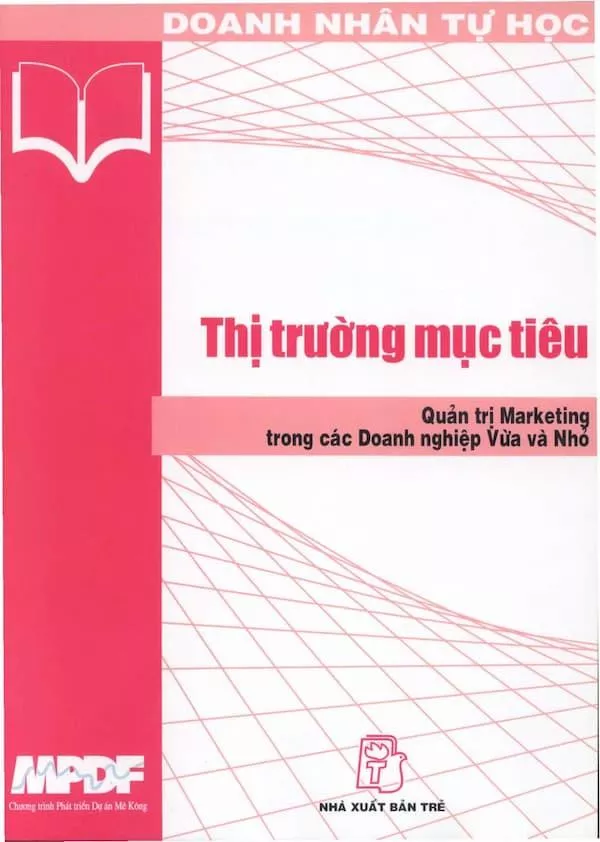 DOANH NHÂN TỰ HỌC
Thị trường mục tiêu
Quản trị Marketing
trong các Doanh nghiệp Vừa và Nhỏ
MPDF
Chương trình Phát triển Dự án Mê Kông
T
NHÀ XUẤT BẢN TRẺ